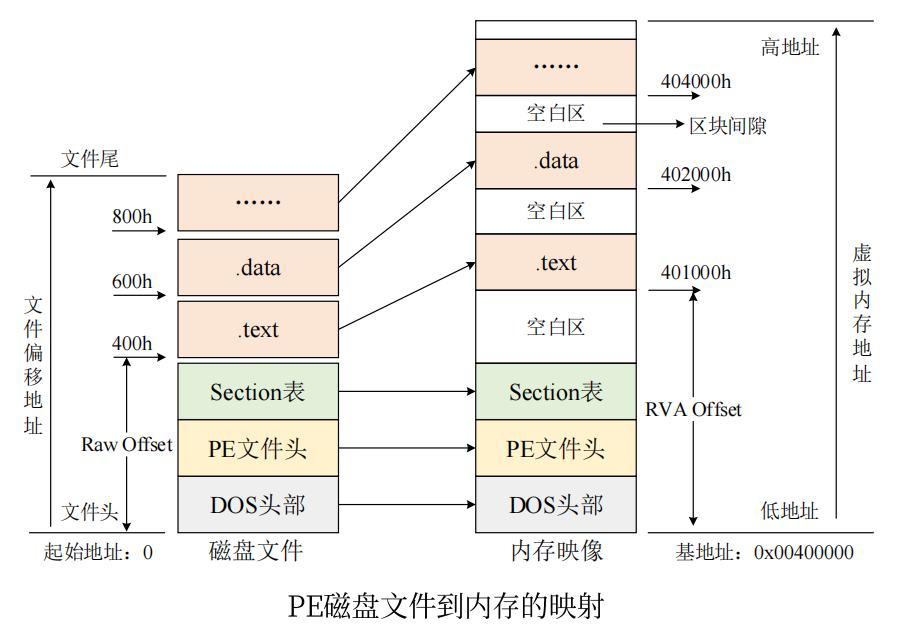 高地址
……
404000h
空白区
区块间隙
文件尾
.data
402000h
……
空白区
800h
.data
.text
401000h
600h
虚拟内存地址
文件偏移地址
.text
空白区
400h
Section表
Section表
RVA Offset
Raw Offset
PE文件头
PE文件头
文件头
DOS头部
DOS头部
低地址
起始地址：0
磁盘文件
内存映像
基地址：0x00400000
PE磁盘文件到内存的映射